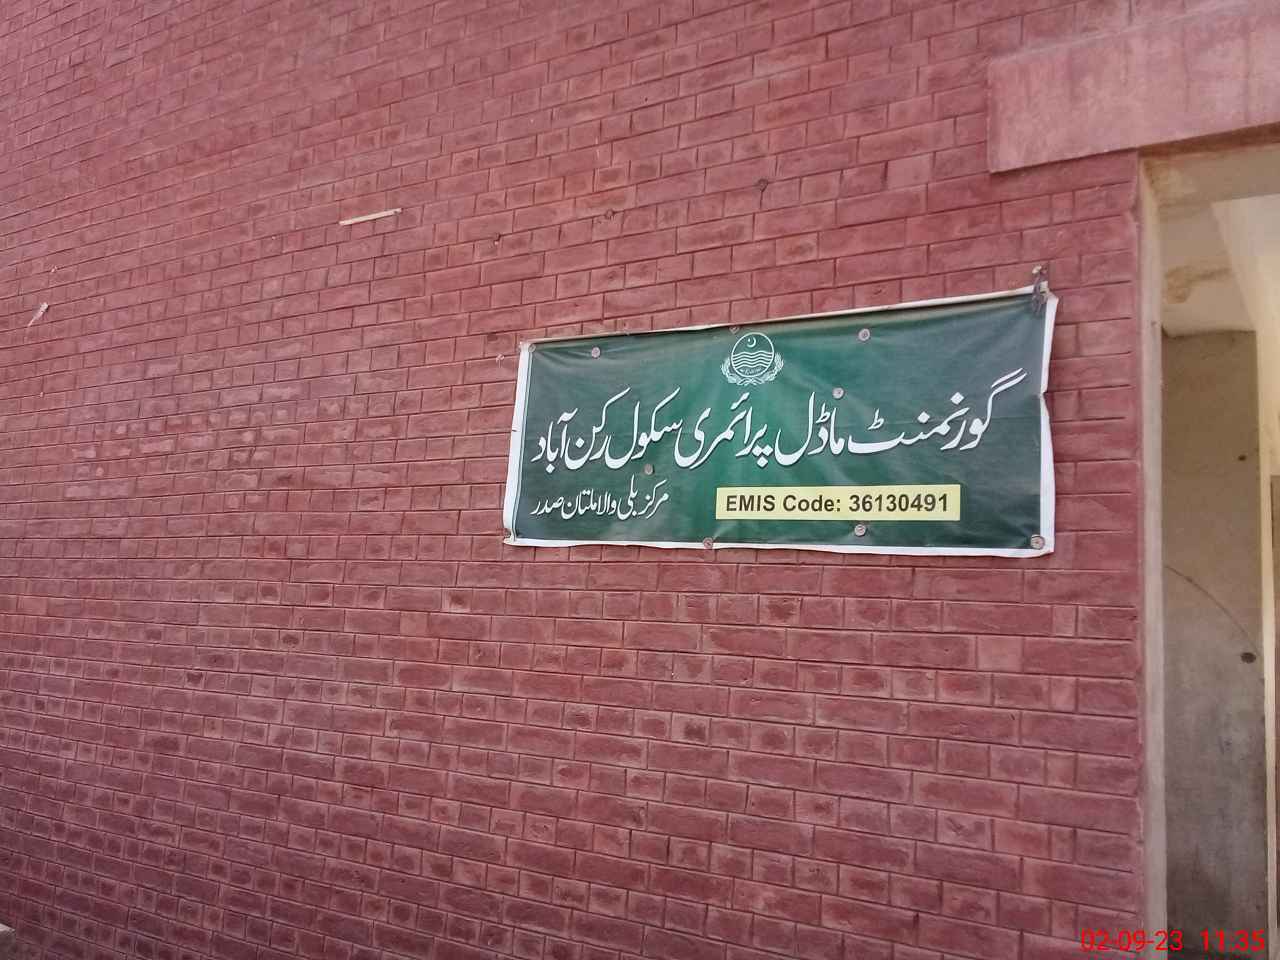 گورنمنٹ ماڈل پرائمری سکول رکن آباد
EMIS Code: 36130491
مرکز بلی والا ملتان صدر
02-09-23 11:35